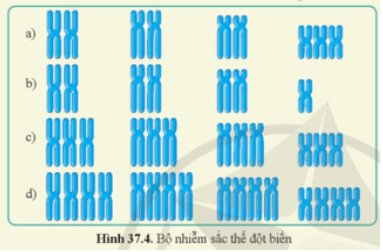 a)
b)
c)
d)
Hình 37.4. Bộ nhiễm sắc thể đột biến